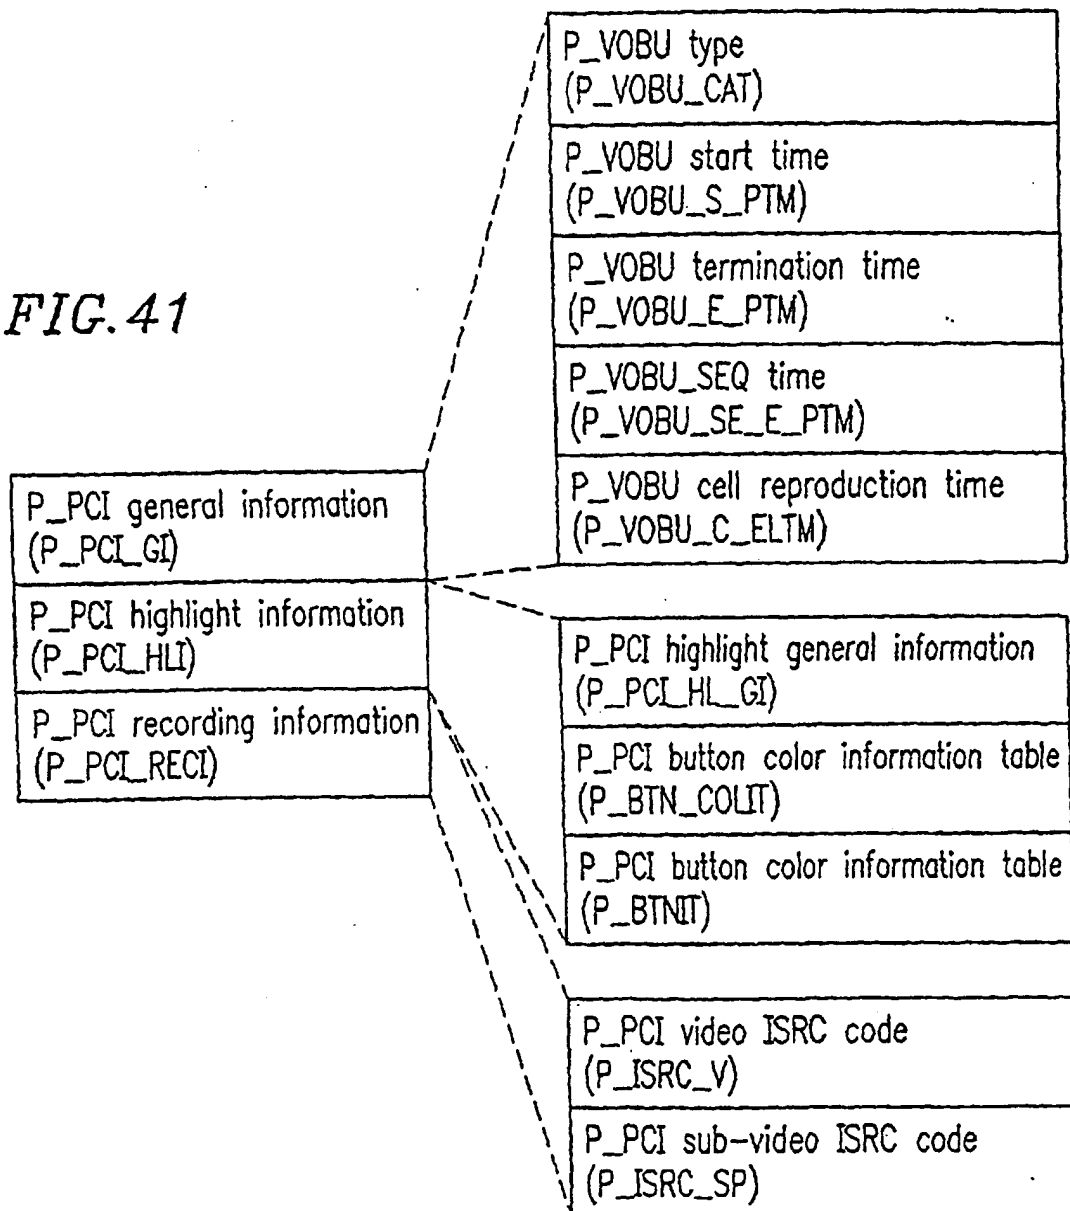 FIG. 41
P_PCI general information
(P_PCI_GI)
P_PCI highlight information
(P_PCI_HLI)
P_PCI recording information
(P_PCI_RECI)
P_VOBU type
(P_VOBU_CAT)
P_VOBU start time
(P_VOBU_S_PTM)
P_VOBU termination time
(P_VOBU_E_PTM)
P_VOBU_SEQ time
(P_VOBU_SE_E_PTM)
P_VOBU cell reproduction time
(P_VOBU_C_ELTM)
P_PCI highlight general information
(P_PCI_HL_GI)
P_PCI button color information table
(P_BTN_COLIT)
P_PCI button color information table
(P_BTNIT)
P_PCI video ISRC code
(P_ISRC_V)
P_PCI sub-video ISRC code
(P_ISRC_SP)